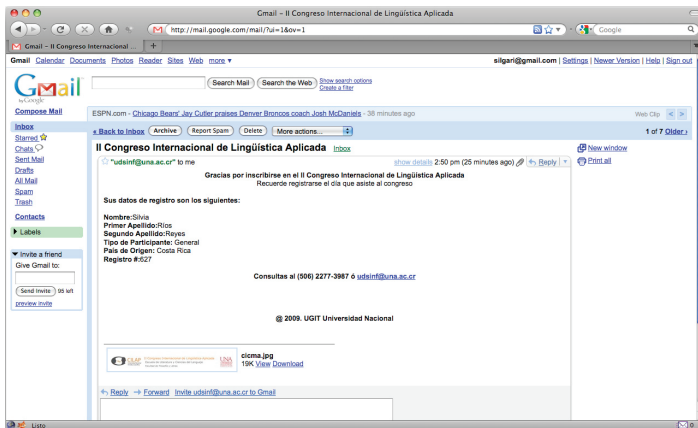 Gmail – II Congreso Internacional de Lingüística Aplicada
http://mail.google.com/mail/?ui=1&ov=1
Google
Gmail – II Congreso Internacional ...
Gmail Calendar Documents Photos Reader Sites Web more ▼
silgari@gmail.com | Settings | Newer Version | Help | Sign out
Gmail
by Google
Search Mail Search the Web Show search options
Create a filter
Compose Mail
Inbox
Starred
Chats
Sent Mail
Drafts
All Mail
Spam
Trash
Contacts
Labels
Invite a friend
Give Gmail to:
Send Invite 95 left
preview invite
ESPN.com - Chicago Bears' Jay Cutler praises Denver Broncos coach Josh McDaniels - 38 minutes ago
Web Clip < >
« Back to Inbox Archive Report Spam Delete More actions...
1 of 7 Older ›
II Congreso Internacional de Lingüística Aplicada Inbox
New window
Print all
"udsinf@una.ac.cr" to me
show details 2:50 pm (25 minutes ago) Reply
Gracias por inscribirse en el II Congreso Internacional de Lingüistica Aplicada
Recuerde registrarse el día que asiste al congreso
Sus datos de registro son los siguientes:
Nombre:Silvia
Primer Apellido:Ríos
Segundo Apellido:Reyes
Tipo de Participante: General
País de Origen: Costa Rica
Registro #:627
Consultas al (506) 2277-3987 ó udsinf@una.ac.cr
@ 2009. UGIT Universidad Nacional
CILAP
UNA
cicma.jpg
19K View Download
Reply Forward Invite udsinf@una.ac.cr to Gmail
Listo
0